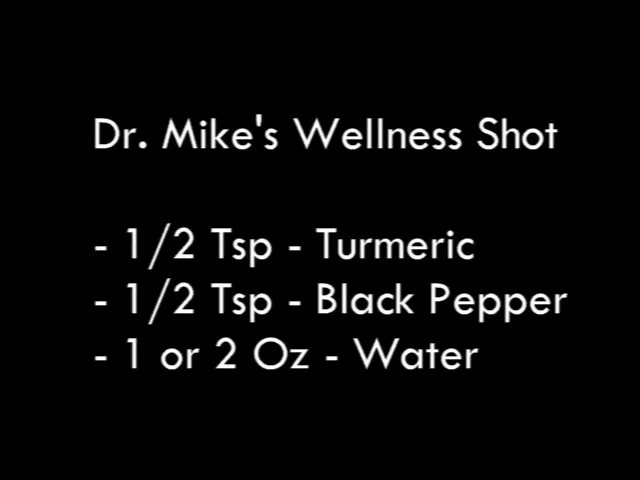 Dr. Mike's Wellness Shot
- 1/2 Tsp - Turmeric
- 1/2 Tsp - Black Pepper
- 1 or 2 Oz - Water